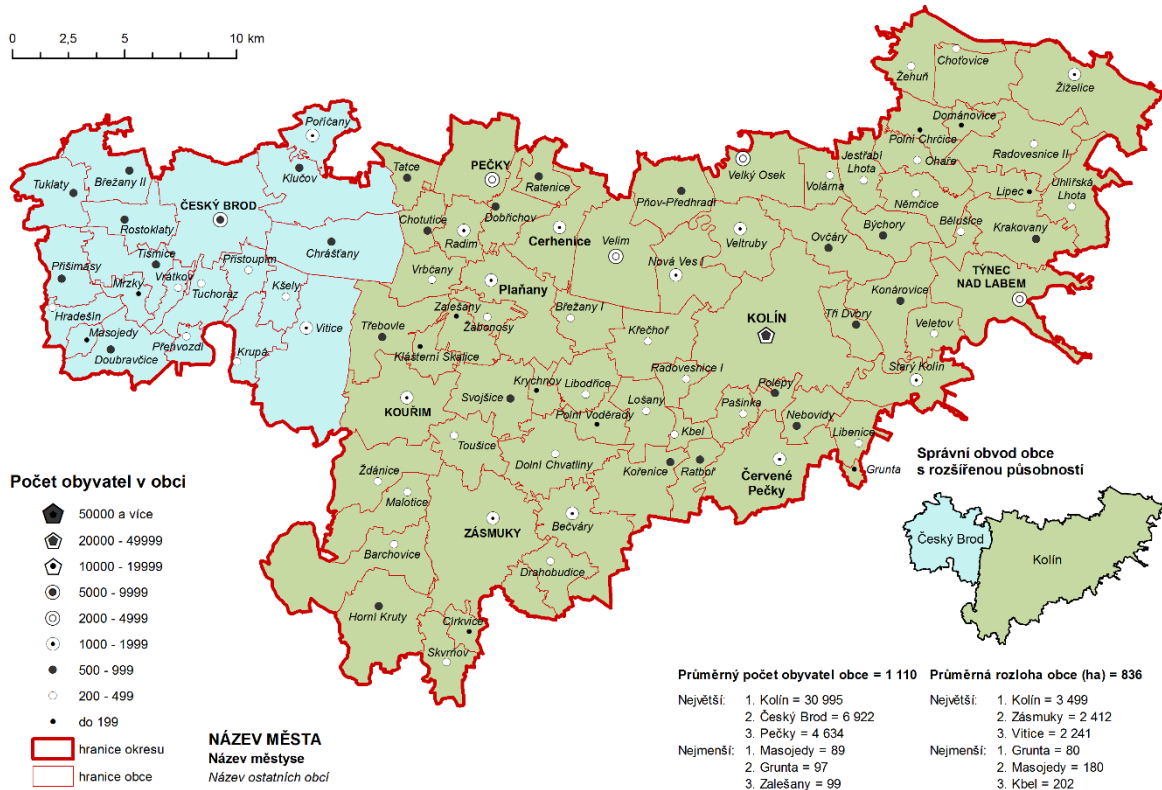 0 2,5 5 10 km
Poříčany
Klučov
Tuklaty
Břežany II
ČESKÝ BROD
Rostoklaty
Chrášťany
Přišimasy
Tismice
Přistoupim
Mrzky
Vrátkov
Tuchoraz
Kšely
Hradešín
Masojedy
Doubravčice
Přehvozdí
Krupá
Vitice
Tatce
PEČKY
Ratenice
Chotutice
Radim
Dobřichov
Cerhenice
Vrbčany
Plaňany
Zalešany
Žabonosy
Třebovle
Klášterní Skalice
Břežany I
Velim
Pňov-Předhradí
Velký Osek
Veltruby
Nová Ves I
Volárna
Jestřabí
Lhota
Žehuň
Choťovice
Žiželice
Dománovice
Polní Chrčice
Ohaře
Radovesnice II
Lipec
Uhlířská
Lhota
Němčice
Bělušice
Krakovany
Ovčáry
Býchory
TÝNEC
NAD LABEM
Konárovice
KOLÍN
Tři Dvory
Veletov
Starý Kolín
Křečhoř
Radovesnice I
Polepy
Pašinka
Nebovidy
Libenice
Grunta
Červené
Pečky
Krychnov
Libodřice
Svojšice
Polní Voděrady
Lošany
Kbel
Kořenice
Ratboř
KOUŘIM
Toušice
Dolní Chvatliny
Ždánice
Malotice
ZÁSMUKY
Bečváry
Barchovice
Drahobudice
Horní Kruty
Církvice
Skvrňov
Počet obyvatel v obci
50000 a více
20000 - 49999
10000 - 19999
5000 - 9999
2000 - 4999
1000 - 1999
500 - 999
200 - 499
do 199
hranice okresu
hranice obce
NÁZEV MĚSTA
Název městyse
Název ostatních obcí
Správní obvod obce
s rozšířenou působností
Český Brod
Kolín
Průměrný počet obyvatel obce = 1 110
Největší: 1. Kolín = 30 995
2. Český Brod = 6 922
3. Pečky = 4 634
Nejmenší: 1. Masojedy = 89
2. Grunta = 97
3. Zalešany = 99
Průměrná rozloha obce (ha) = 836
Největší: 1. Kolín = 3 499
2. Zásmuky = 2 412
3. Vitice = 2 241
Nejmenší: 1. Grunta = 80
2. Masojedy = 180
3. Kbel = 202